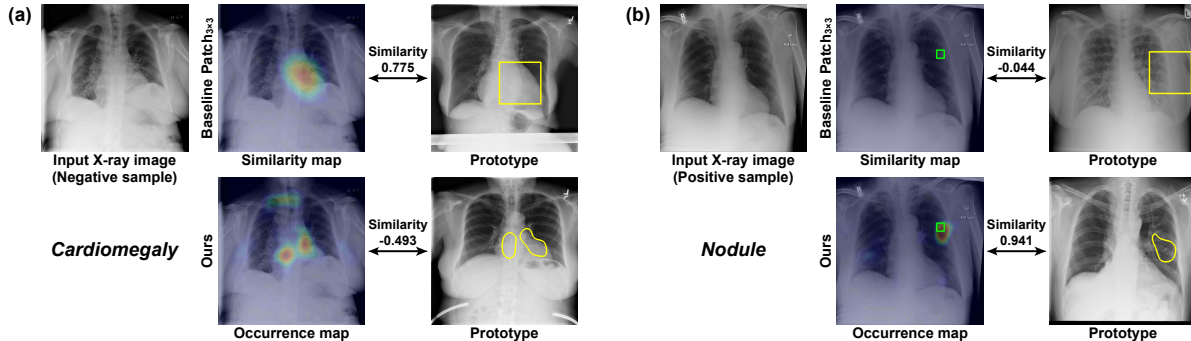 (a)
Baseline Patch3×3
Similarity
0.775
Input X-ray image
(Negative sample)
Similarity map
Prototype
Cardiomegaly
Ours
Similarity
-0.493
Occurrence map
Prototype
(b)
Baseline Patch3×3
Similarity
-0.044
Input X-ray image
(Positive sample)
Similarity map
Prototype
Nodule
Ours
Similarity
0.941
Occurrence map
Prototype